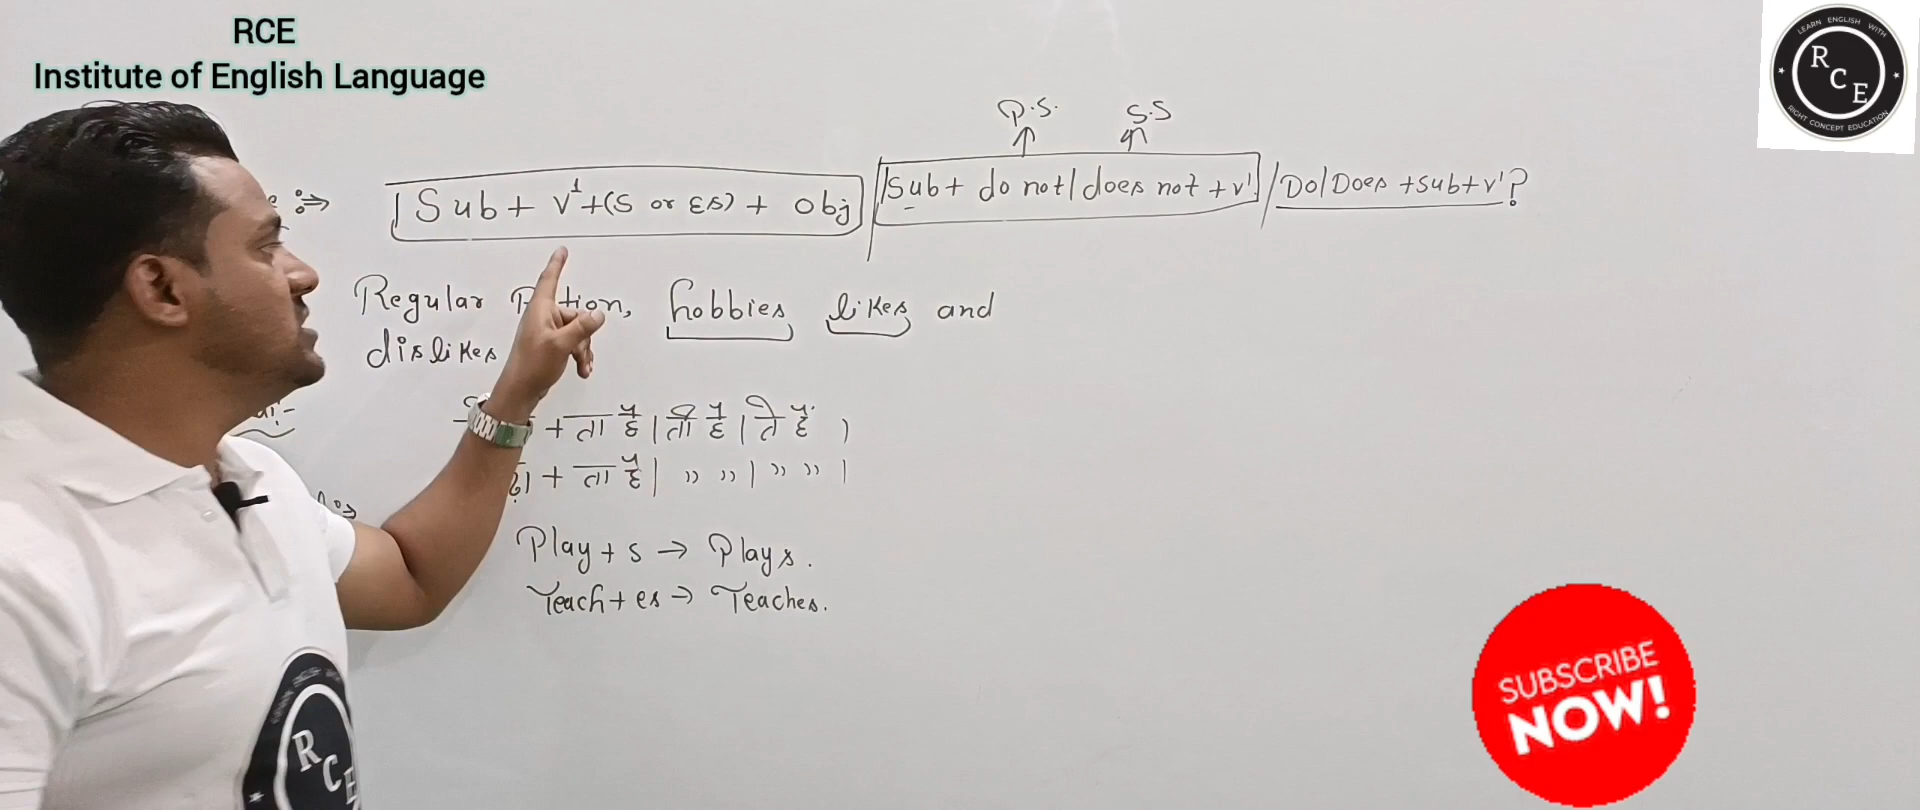 RCE
Institute of English Language
LEARN ENGLISH WITH
RCE
RIGHT CONCEPT EDUCATION
P.S. S.S
Sub + V¹ + (S or ES) + obj / Sub + do not / does not + V¹ / Do / Does + Sub + V¹?
Regular hobbies likes and
dislikes
+ ता है । ती है । ते हैं ।
+ ता है । ,, ,, । ,, ,, ।
Play + s → Plays.
Teach + es → Teaches.
SUBSCRIBE
NOW!
RCE